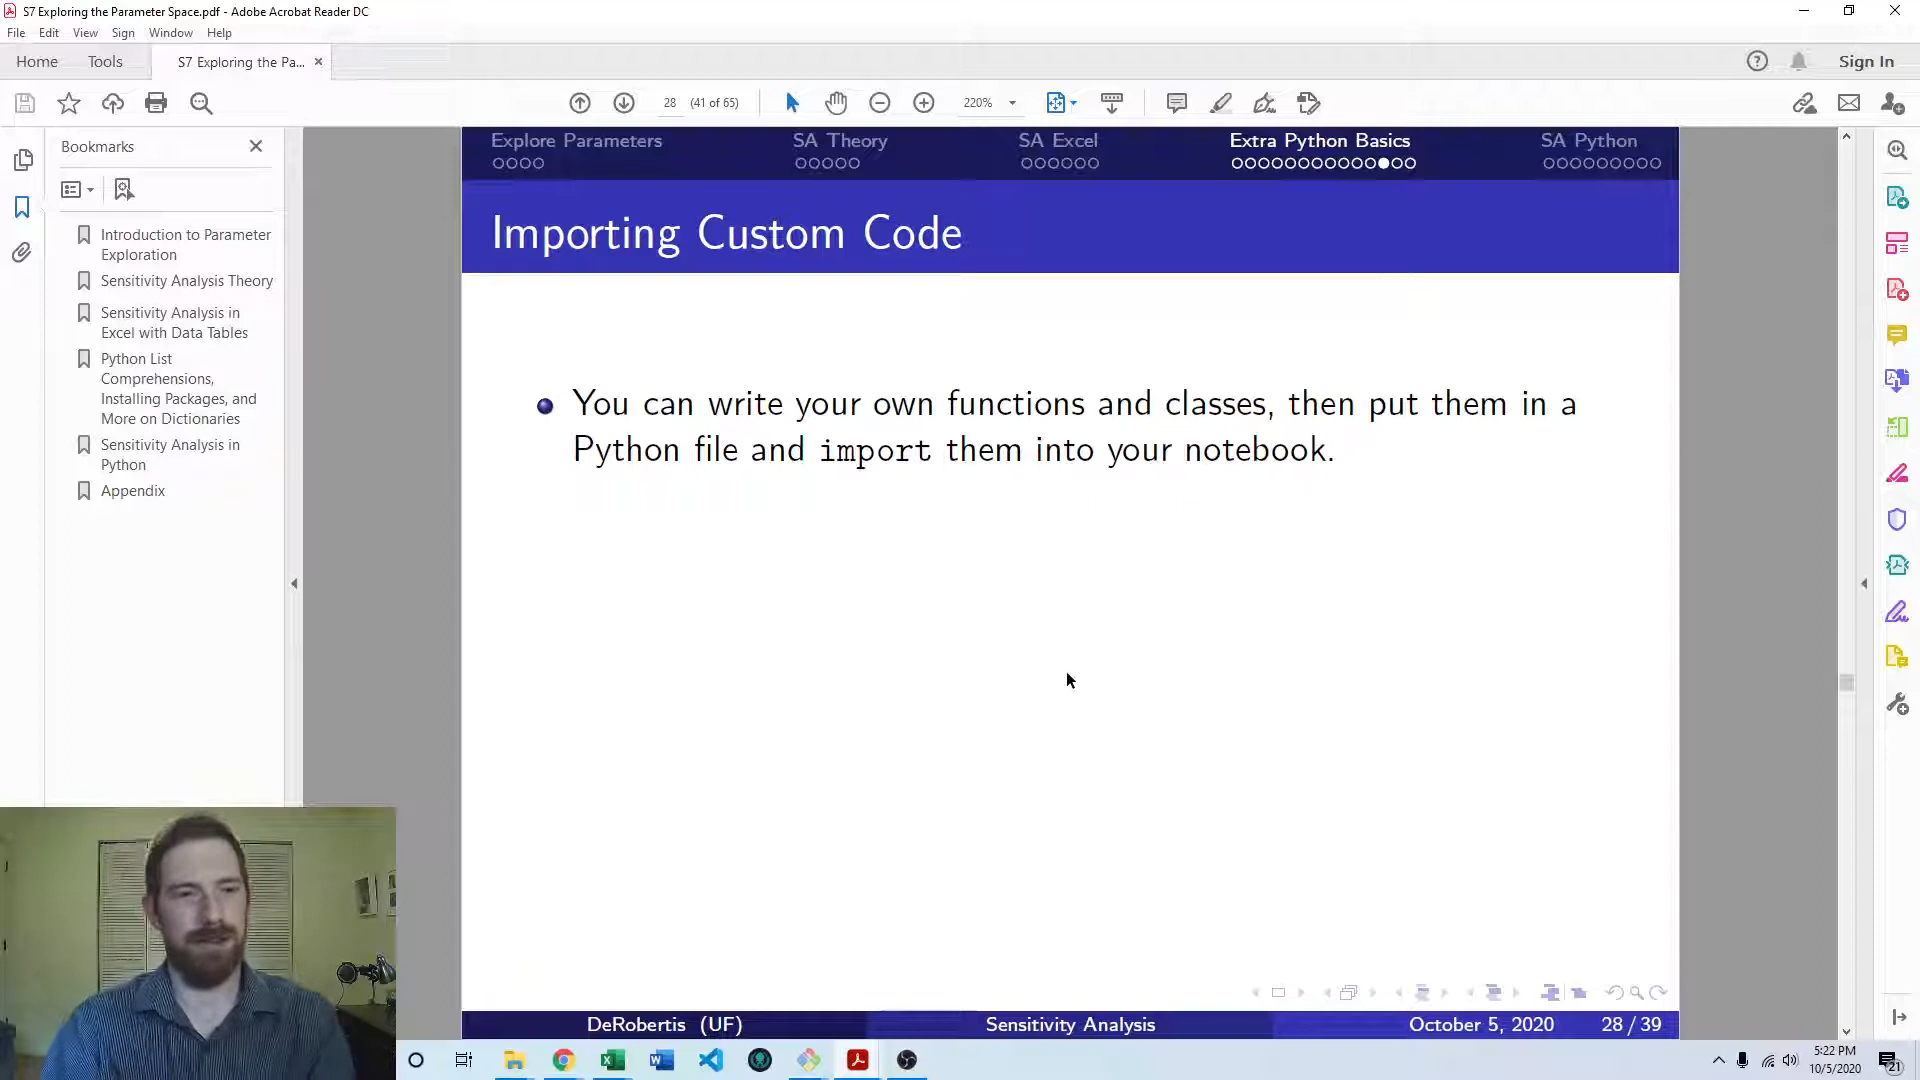 S7 Exploring the Parameter Space.pdf - Adobe Acrobat Reader DC
File Edit View Sign Window Help
Home Tools S7 Exploring the Pa... Sign In
28 (41 of 65) 220%
Bookmarks
Introduction to Parameter
Exploration
Sensitivity Analysis Theory
Sensitivity Analysis in
Excel with Data Tables
Python List
Comprehensions,
Installing Packages, and
More on Dictionaries
Sensitivity Analysis in
Python
Appendix
Explore Parameters SA Theory SA Excel Extra Python Basics SA Python
Importing Custom Code
You can write your own functions and classes, then put them in a
Python file and import them into your notebook.
DeRobertis (UF) Sensitivity Analysis October 5, 2020 28 / 39
5:22 PM
10/5/2020
21